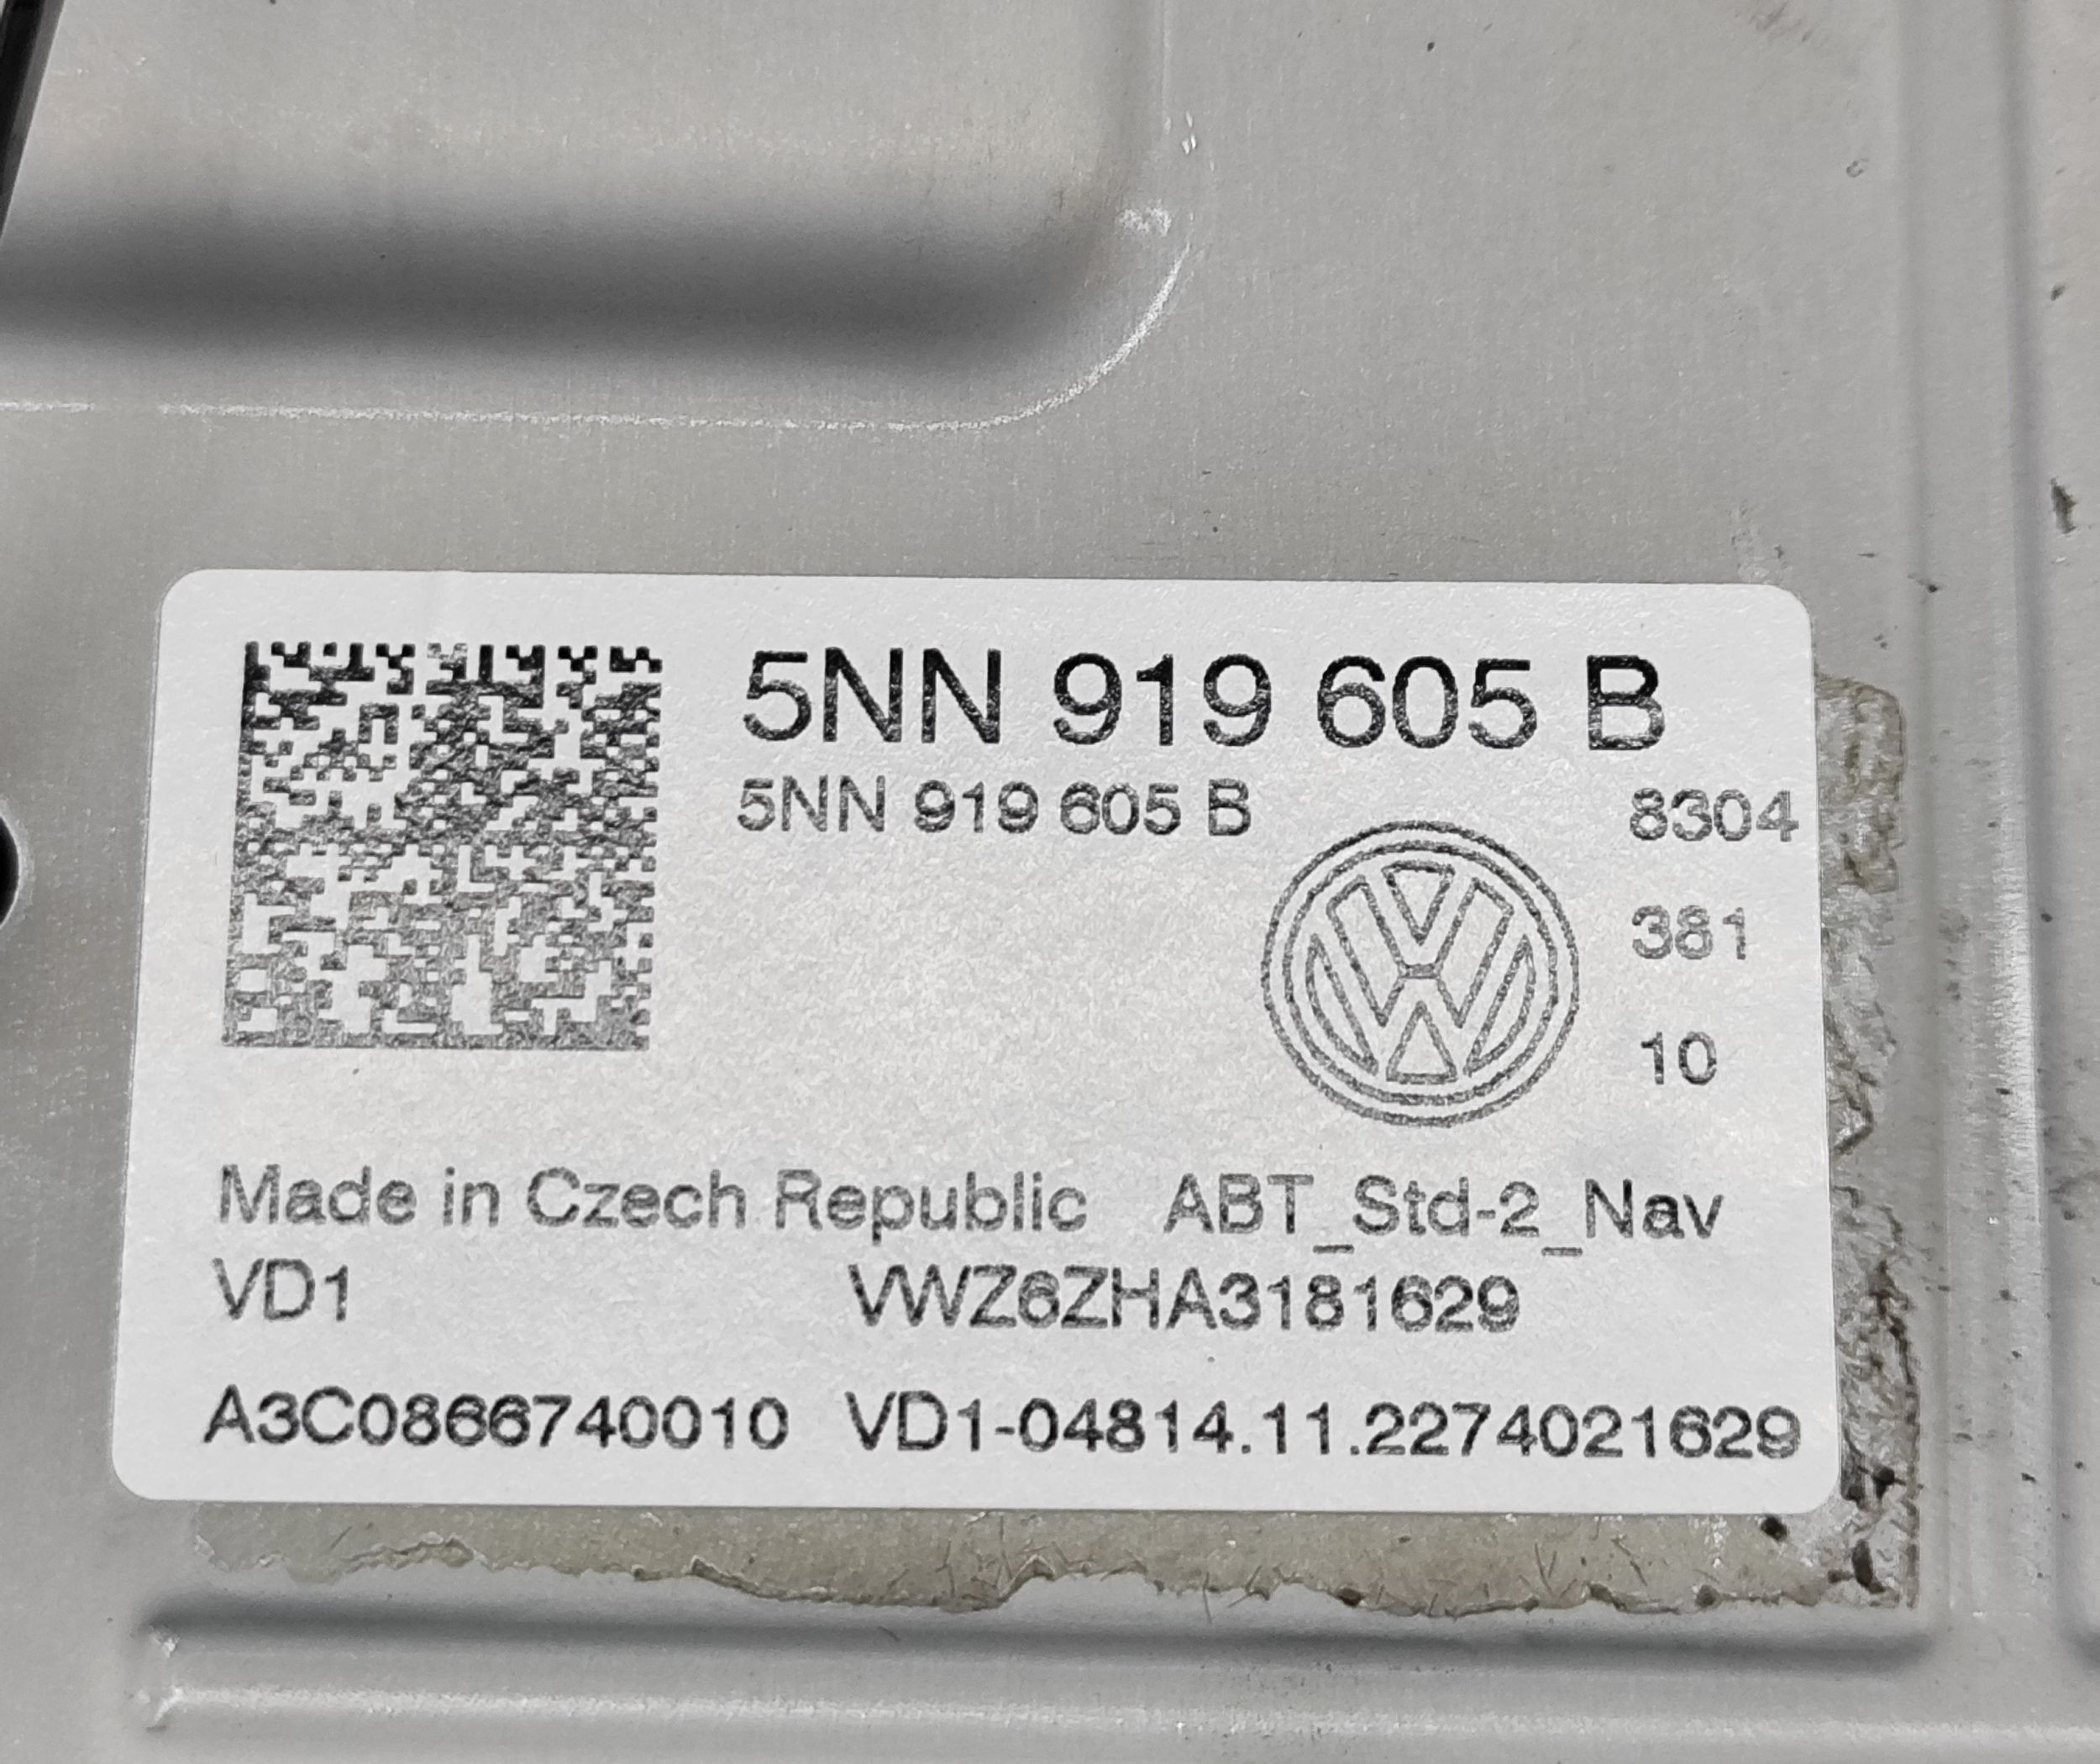 5NN 919 605 B
5NN 919 605 B 8304
381
10
Made in Czech Republic ABT_Std-2_Nav
VD1 VWZ6ZHA3181629
A3C0866740010 VD1-04814.11.2274021629